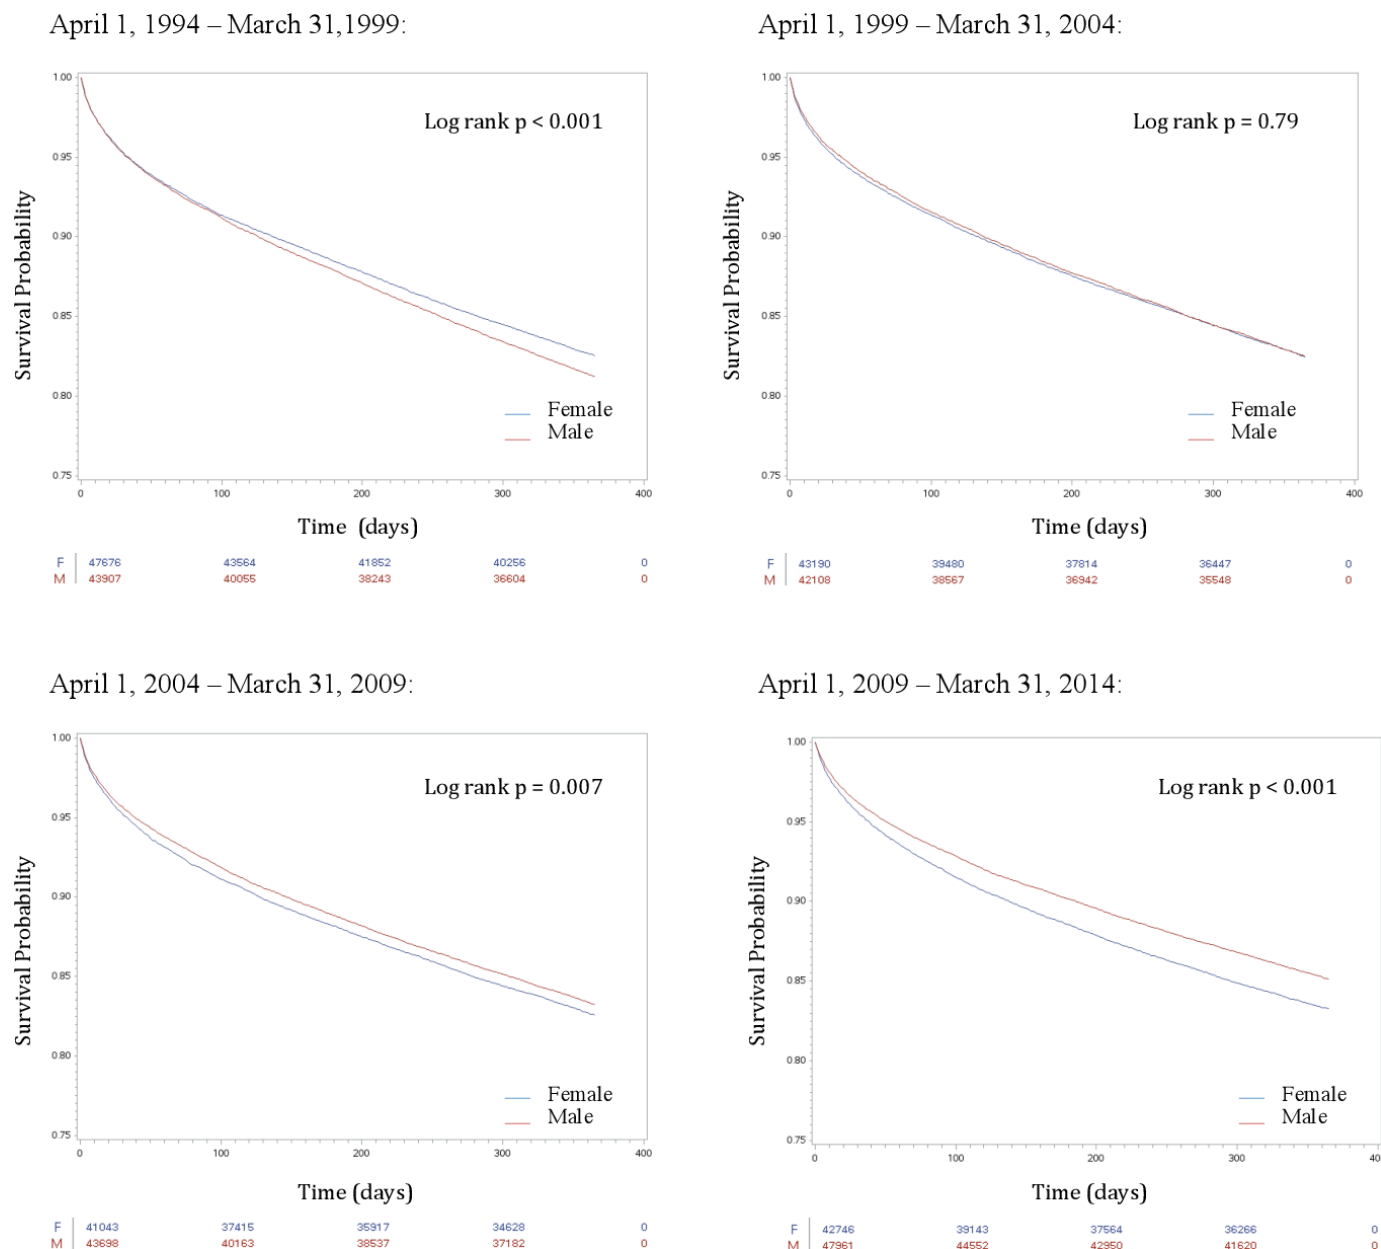 April 1, 1994 – March 31,1999:
1.00
0.95
0.90
0.85
0.80
0.75
Survival Probability
Log rank p < 0.001
Female
Male
0 100 200 300 400
Time (days)
F 47676 43564 41852 40256 0
M 43907 40055 38243 36604 0
April 1, 1999 – March 31, 2004:
1.00
0.95
0.90
0.85
0.80
0.75
Survival Probability
Log rank p = 0.79
Female
Male
0 100 200 300 400
Time (days)
F 43190 39480 37814 36447 0
M 42108 38567 36942 35548 0
April 1, 2004 – March 31, 2009:
1.00
0.95
0.90
0.85
0.80
0.75
Survival Probability
Log rank p = 0.007
Female
Male
0 100 200 300 400
Time (days)
F 41043 37415 35917 34628 0
M 43698 40163 38537 37182 0
April 1, 2009 – March 31, 2014:
1.00
0.95
0.90
0.85
0.80
0.75
Survival Probability
Log rank p < 0.001
Female
Male
0 100 200 300 40
Time (days)
F 42746 39143 37564 36266 0
M 47961 44552 42950 41620 0